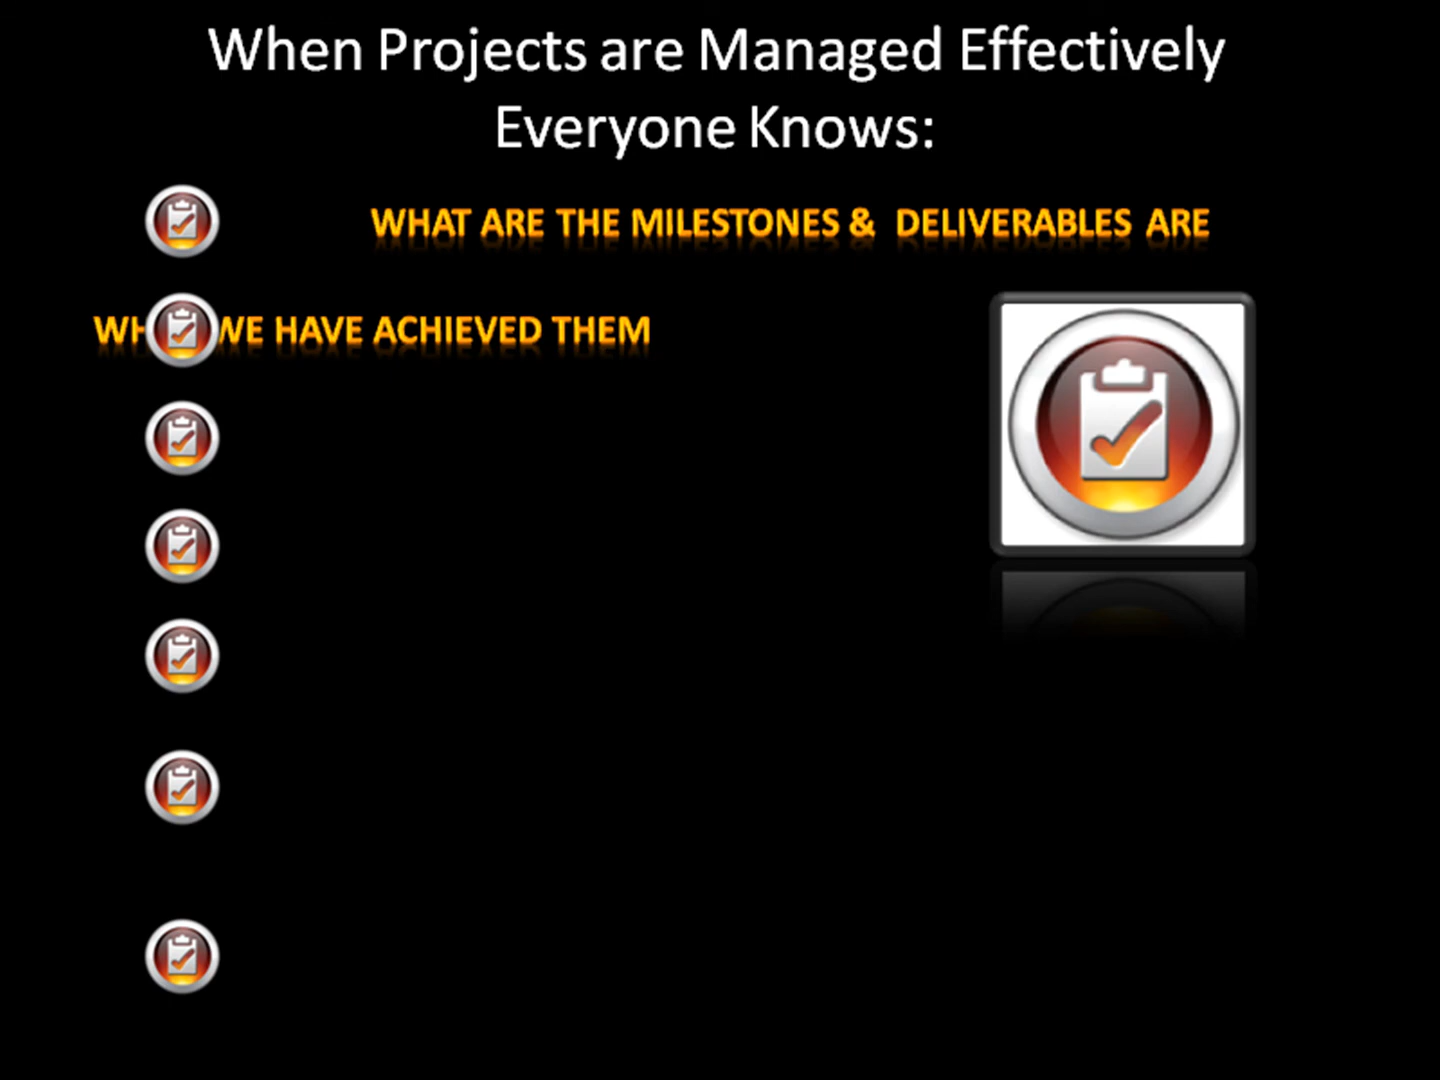 When Projects are Managed Effectively
Everyone Knows:
WHAT ARE THE MILESTONES & DELIVERABLES ARE
WE HAVE ACHIEVED THEM